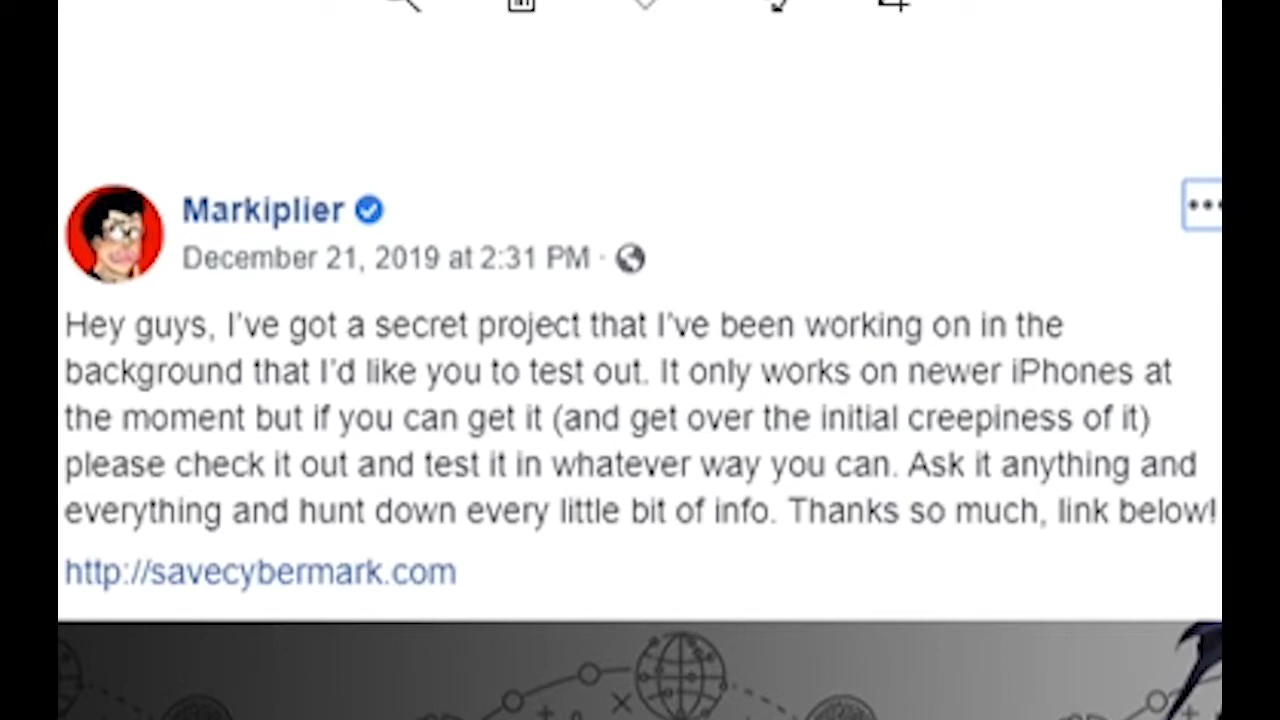 Markiplier
December 21, 2019 at 2:31 PM ·
Hey guys, I've got a secret project that I've been working on in the
background that I'd like you to test out. It only works on newer iPhones at
the moment but if you can get it (and get over the initial creepiness of it)
please check it out and test it in whatever way you can. Ask it anything and
everything and hunt down every little bit of info. Thanks so much, link below!
http://savecybermark.com